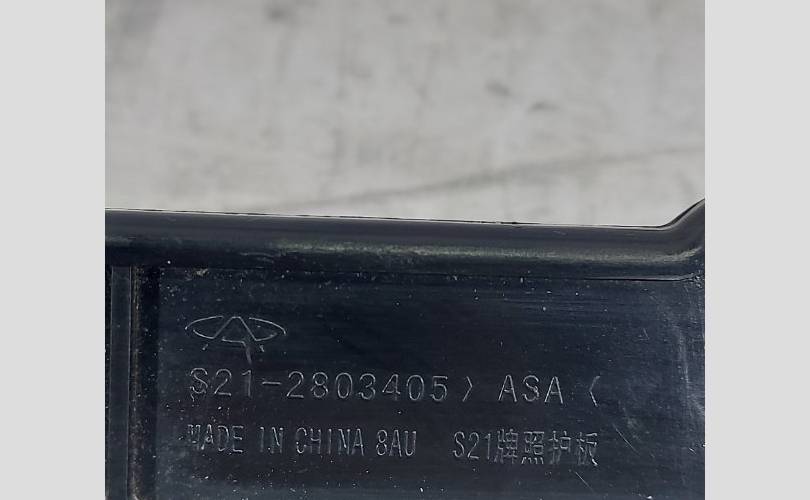 S21-2803405 > ASA <
MADE IN CHINA 8AU S21牌照护板